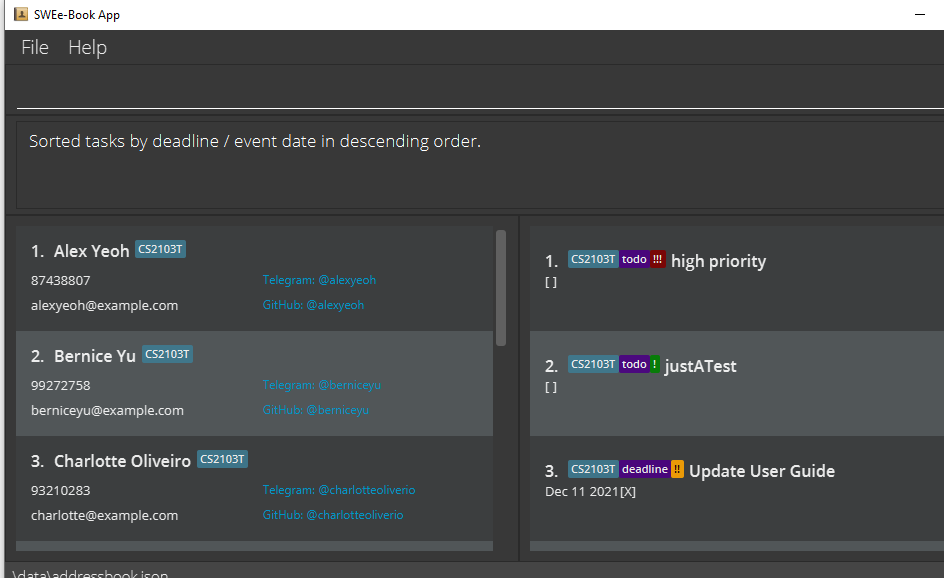 SWEe-Book App
File Help
Sorted tasks by deadline / event date in descending order.
1. Alex Yeoh CS2103T
87438807 Telegram: @alexyeoh
alexyeoh@example.com GitHub: @alexyeoh
2. Bernice Yu CS2103T
99272758 Telegram: @berniceyu
berniceyu@example.com GitHub: @berniceyu
3. Charlotte Oliveiro CS2103T
93210283 Telegram: @charlotteoliverio
charlotte@example.com GitHub: @charlotteoliverio
1. CS2103T todo !!! high priority
[ ]
2. CS2103T todo ! justATest
[ ]
3. CS2103T deadline !! Update User Guide
Dec 11 2021[X]
\data\addressbook.json